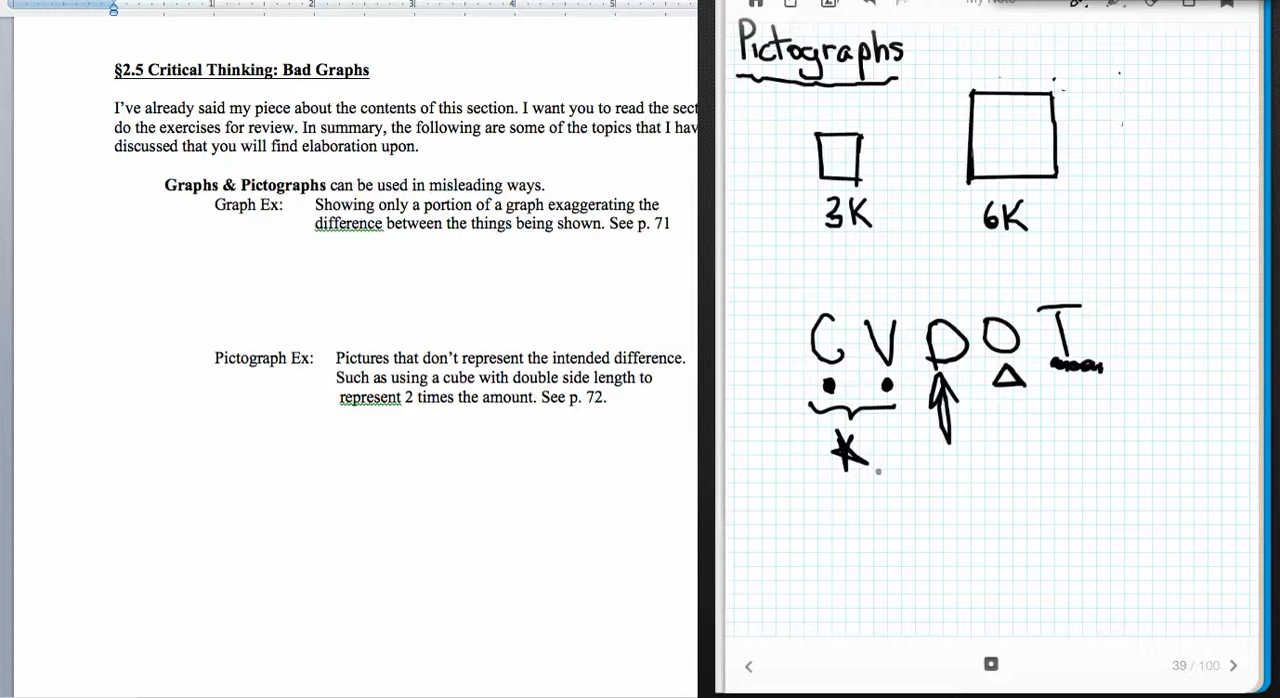 §2.5 Critical Thinking: Bad Graphs
I've already said my piece about the contents of this section. I want you to read the sect
do the exercises for review. In summary, the following are some of the topics that I hav
discussed that you will find elaboration upon.
Graphs & Pictographs can be used in misleading ways.
Graph Ex: Showing only a portion of a graph exaggerating the
difference between the things being shown. See p. 71
Pictograph Ex: Pictures that don't represent the intended difference.
Such as using a cube with double side length to
represent 2 times the amount. See p. 72.
Pictographs
3K 6K
C V D O T
39 / 100